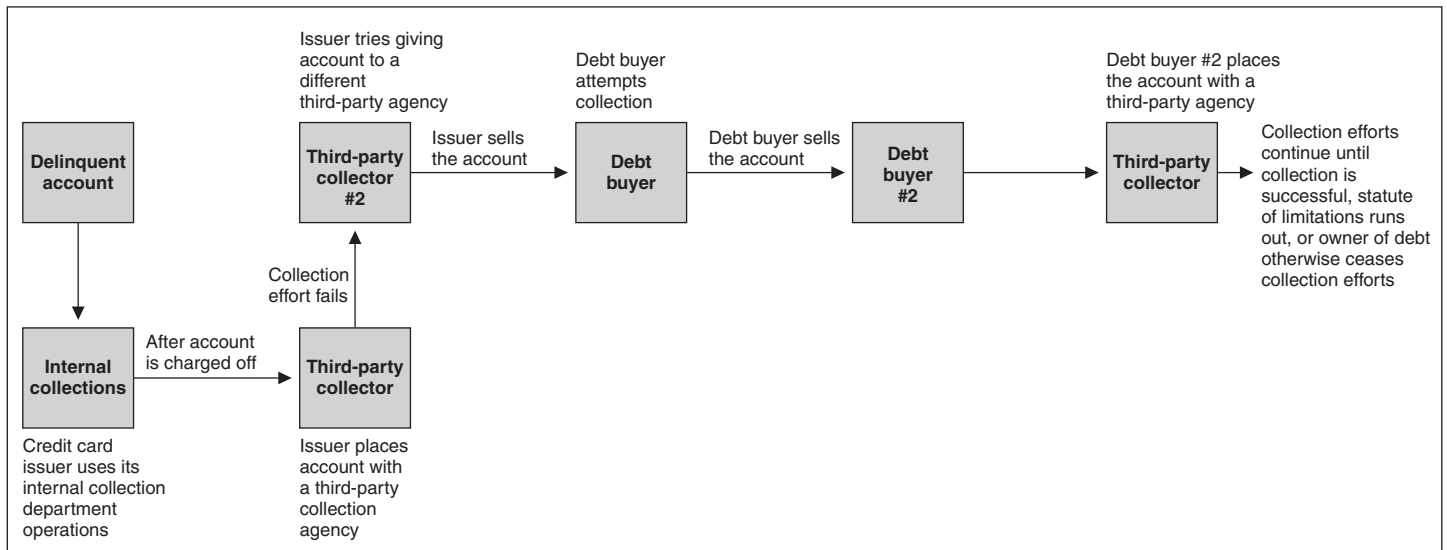 Issuer tries giving
account to a
different
third-party agency
Debt buyer
attempts
collection
Debt buyer #2 places
the account with a
third-party agency
Delinquent
account
Third-party
collector
#2
Issuer sells
the account
Debt
buyer
Debt buyer sells
the account
Debt
buyer
#2
Third-party
collector
Collection efforts
continue until
collection is
successful, statute
of limitations runs
out, or owner of debt
otherwise ceases
collection efforts
Collection
effort fails
Internal
collections
After account
is charged off
Third-party
collector
Credit card
issuer uses its
internal collection
department
operations
Issuer places
account with
a third-party
collection
agency